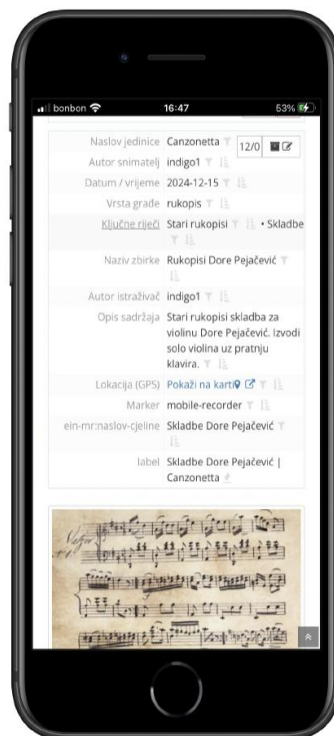 bonbon 16:47 53%
Naslov jedinice Canzonetta 12/0
Autor snimatelj indigo1
Datum / vrijeme 2024-12-15
Vrsta građe rukopis
Ključne riječi Stari rukopisi • Skladbe
Naziv zbirke Rukopisi Dore Pejačević
Autor istraživač indigo1
Opis sadržaja Stari rukopisi skladba za
violinu Dore Pejačević. Izvodi
solo violina uz pratnju
klavira.
Lokacija (GPS) Pokaži na karti
Marker mobile-recorder
ein-mr:naslov-cjeline Skladbe Dore Pejačević
label Skladbe Dore Pejačević |
Canzonetta